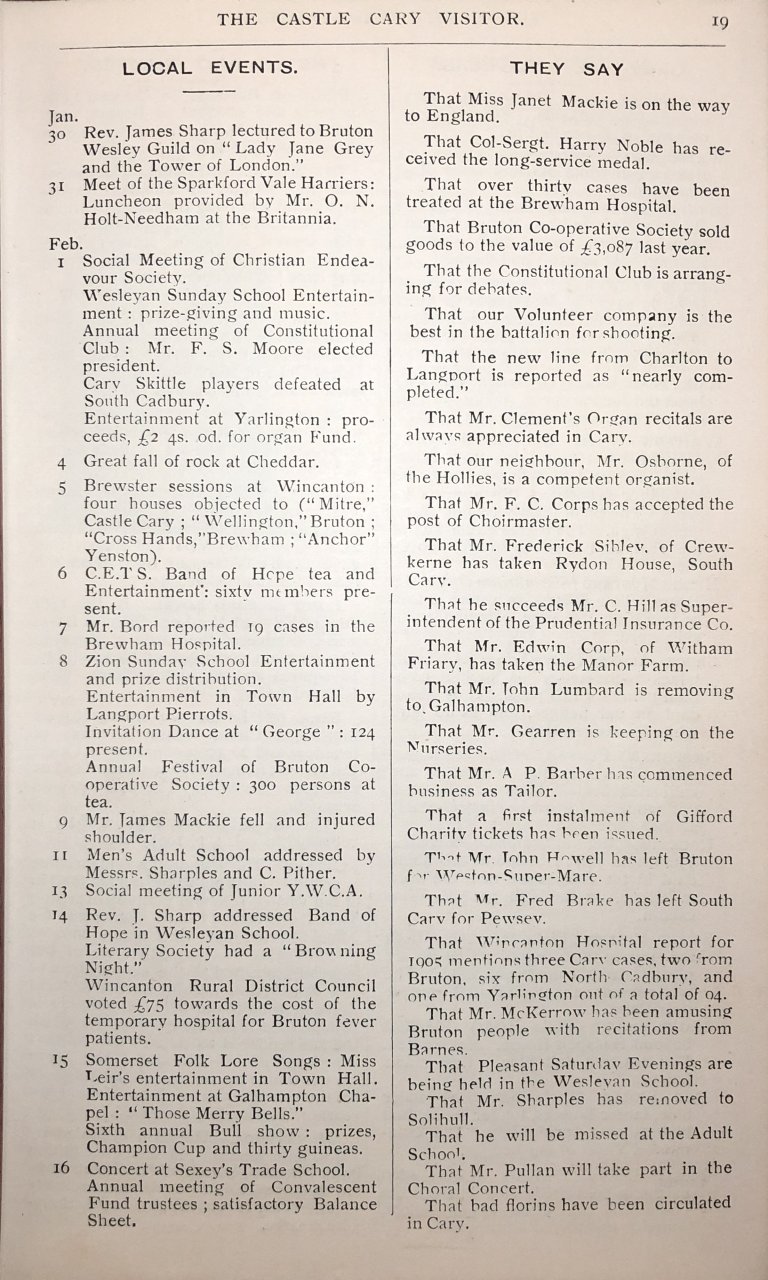 THE CASTLE CARY VISITOR.
19
LOCAL EVENTS.
Jan.
30 Rev. James Sharp lectured to Bruton
Wesley Guild on "Lady Jane Grey
and the Tower of London."
31 Meet of the Sparkford Vale Harriers:
Luncheon provided by Mr. O. N.
Holt-Needham at the Britannia.
Feb.
1 Social Meeting of Christian Endea-
vour Society.
Wesleyan Sunday School Entertain-
ment : prize-giving and music.
Annual meeting of Constitutional
Club : Mr. F. S. Moore elected
president.
Cary Skittle players defeated at
South Cadbury.
Entertainment at Yarlington : pro-
ceeds, £2 4s. 0d. for organ Fund.
4 Great fall of rock at Cheddar.
5 Brewster sessions at Wincanton :
four houses objected to ("Mitre,"
Castle Cary ; "Wellington," Bruton ;
"Cross Hands," Brewham ; "Anchor"
Yenston).
6 C.E.T S. Band of Hope tea and
Entertainment : sixty members pre-
sent.
7 Mr. Bord reported 19 cases in the
Brewham Hospital.
8 Zion Sunday School Entertainment
and prize distribution.
Entertainment in Town Hall by
Langport Pierrots.
Invitation Dance at "George" : 124
present.
Annual Festival of Bruton Co-
operative Society : 300 persons at
tea.
9 Mr. James Mackie fell and injured
shoulder.
11 Men's Adult School addressed by
Messrs. Sharples and C. Pither.
13 Social meeting of Junior Y.W.C.A.
14 Rev. J. Sharp addressed Band of
Hope in Wesleyan School.
Literary Society had a "Browning
Night."
Wincanton Rural District Council
voted £75 towards the cost of the
temporary hospital for Bruton fever
patients.
15 Somerset Folk Lore Songs : Miss
Leir's entertainment in Town Hall.
Entertainment at Galhampton Cha-
pel : "Those Merry Bells."
Sixth annual Bull show : prizes,
Champion Cup and thirty guineas.
16 Concert at Sexey's Trade School.
Annual meeting of Convalescent
Fund trustees ; satisfactory Balance
Sheet.
THEY SAY
That Miss Janet Mackie is on the way
to England.
That Col-Sergt. Harry Noble has re-
ceived the long-service medal.
That over thirty cases have been
treated at the Brewham Hospital.
That Bruton Co-operative Society sold
goods to the value of £3,087 last year.
That the Constitutional Club is arrang-
ing for debates.
That our Volunteer company is the
best in the battalion for shooting.
That the new line from Charlton to
Langport is reported as "nearly com-
pleted."
That Mr. Clement's Organ recitals are
always appreciated in Cary.
That our neighbour, Mr. Osborne, of
the Hollies, is a competent organist.
That Mr. F. C. Corps has accepted the
post of Choirmaster.
That Mr. Frederick Sibley, of Crew-
kerne has taken Rydon House, South
Cary.
That he succeeds Mr. C. Hill as Super-
intendent of the Prudential Insurance Co.
That Mr. Edwin Corp, of Witham
Friary, has taken the Manor Farm.
That Mr. John Lumbard is removing
to Galhampton.
That Mr. Gearren is keeping on the
Nurseries.
That Mr. A P. Barber has commenced
business as Tailor.
That a first instalment of Gifford
Charity tickets has been issued.
That Mr. John Howell has left Bruton
for Weston-Super-Mare.
That Mr. Fred Brake has left South
Cary for Pewsey.
That Wincanton Hospital report for
1905 mentions three Cary cases, two from
Bruton, six from North Cadbury, and
one from Yarlington out of a total of 94.
That Mr. McKerrow has been amusing
Bruton people with recitations from
Barnes.
That Pleasant Saturday Evenings are
being held in the Wesleyan School.
That Mr. Sharples has removed to
Solihull.
That he will be missed at the Adult
School.
That Mr. Pullan will take part in the
Choral Concert.
That bad florins have been circulated
in Cary.